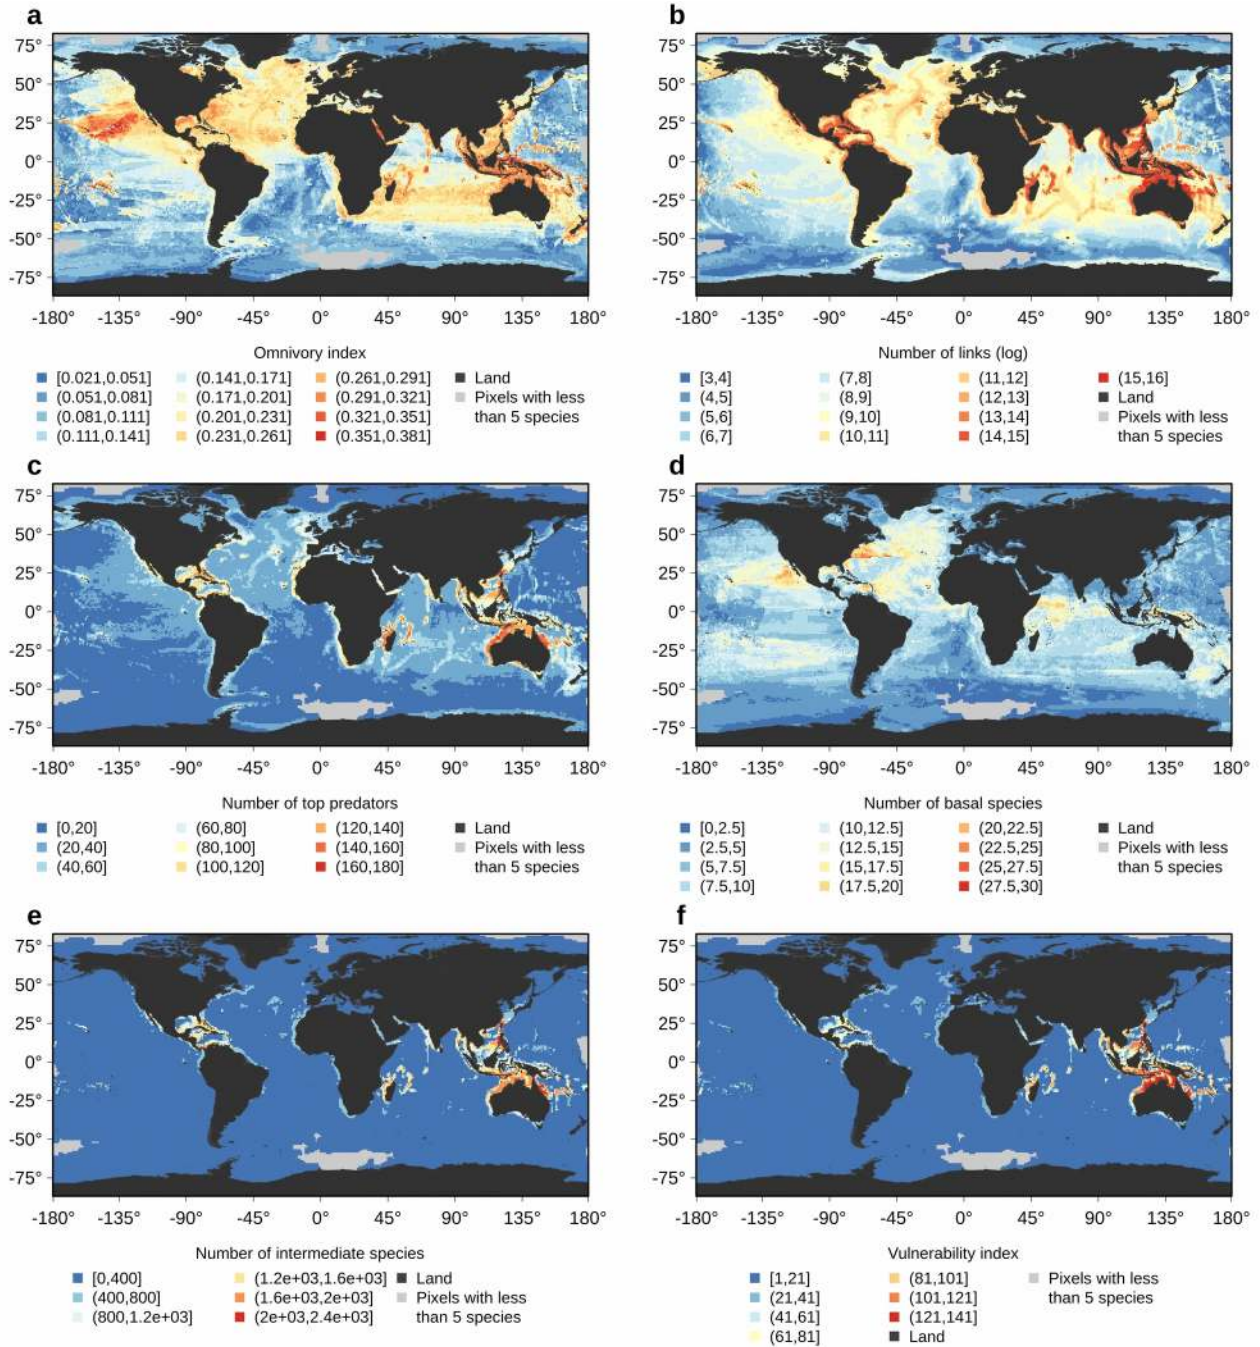 a
b
75° 75°
50° 50°
25° 25°
0° 0°
-25° -25°
-50° -50°
-75° -75°
-180° -135° -90° -45° 0° 45° 90° 135° 180° -180° -135° -90° -45° 0° 45° 90° 135° 180°
Omnivory index
[0.021,0.051] (0.141,0.171] (0.261,0.291] Land
(0.051,0.081] (0.171,0.201] (0.291,0.321] Pixels with less
(0.081,0.111] (0.201,0.231] (0.321,0.351] than 5 species
(0.111,0.141] (0.231,0.261] (0.351,0.381]
Number of links (log)
[3,4] (7,8] (11,12] (15,16]
(4,5] (8,9] (12,13] Land
(5,6] (9,10] (13,14] Pixels with less
(6,7] (10,11] (14,15] than 5 species
c
d
75° 75°
50° 50°
25° 25°
0° 0°
-25° -25°
-50° -50°
-75° -75°
-180° -135° -90° -45° 0° 45° 90° 135° 180° -180° -135° -90° -45° 0° 45° 90° 135° 180°
Number of top predators
[0,20] (60,80] (120,140] Land
(20,40] (80,100] (140,160] Pixels with less
(40,60] (100,120] (160,180] than 5 species
Number of basal species
[0,2.5] (10,12.5] (20,22.5] Land
(2.5,5] (12.5,15] (22.5,25] Pixels with less
(5,7.5] (15,17.5] (25,27.5] than 5 species
(7.5,10] (17.5,20] (27.5,30]
e
f
75° 75°
50° 50°
25° 25°
0° 0°
-25° -25°
-50° -50°
-75° -75°
-180° -135° -90° -45° 0° 45° 90° 135° 180° -180° -135° -90° -45° 0° 45° 90° 135° 180°
Number of intermediate species
[0,400] (1.2e+03,1.6e+03] Land
(400,800] (1.6e+03,2e+03] Pixels with less
(800,1.2e+03] (2e+03,2.4e+03] than 5 species
Vulnerability index
[1,21] (81,101] Pixels with less
(21,41] (101,121] than 5 species
(41,61] (121,141]
(61,81] Land